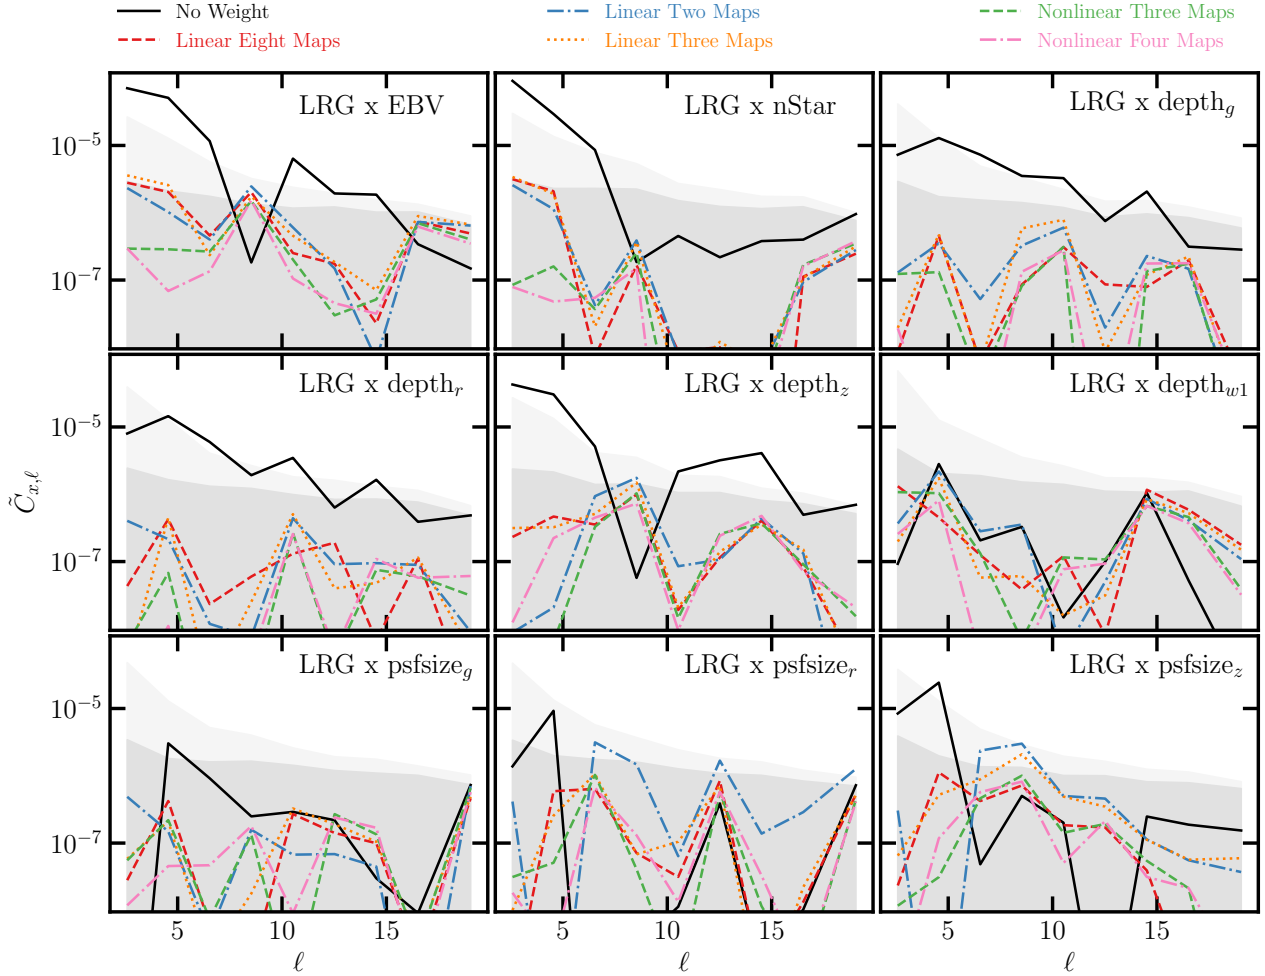 No Weight
Linear Two Maps
Nonlinear Three Maps
Linear Eight Maps
Linear Three Maps
Nonlinear Four Maps
LRG x EBV
LRG x nStar
LRG x depth_g
10⁻⁵
10⁻⁷
LRG x depth_r
LRG x depth_z
LRG x depth_{w1}
10⁻⁵
10⁻⁷
C̃_{x,ℓ}
LRG x psfsize_g
LRG x psfsize_r
LRG x psfsize_z
10⁻⁵
10⁻⁷
5 10 15
5 10 15
5 10 15
ℓ ℓ ℓ